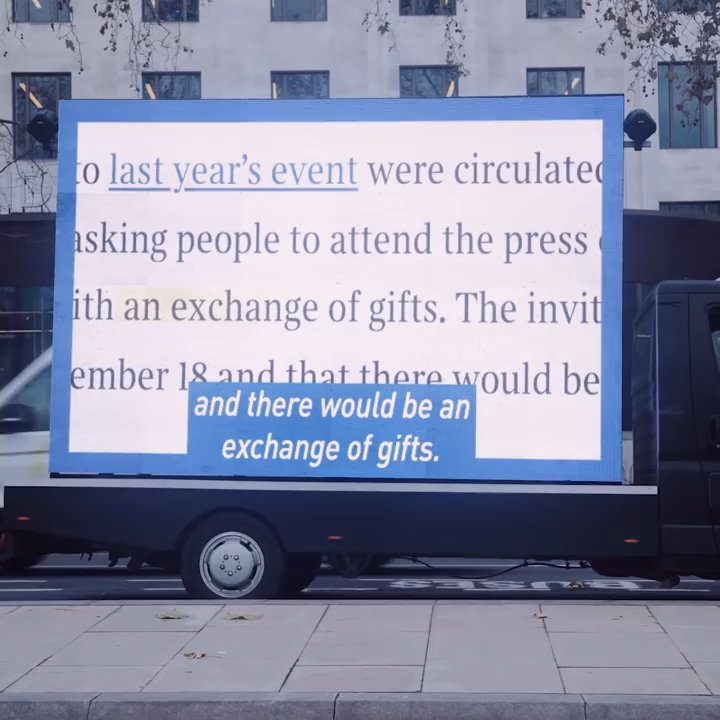 to last year's event were circulated
asking people to attend the press
ith an exchange of gifts. The invit
ember 18 and that there would be
and there would be an
exchange of gifts.
BUSES